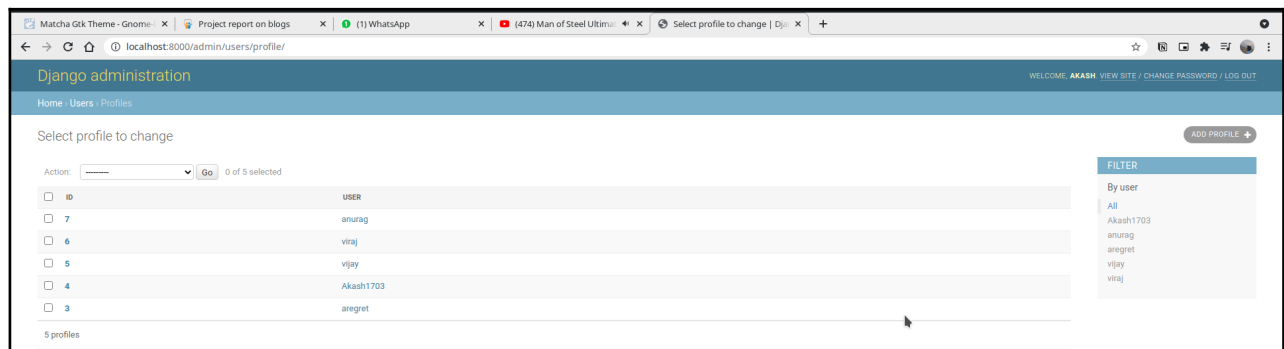 Matcha Gtk Theme - Gnome-l Project report on blogs (1) WhatsApp (474) Man of Steel Ultima Select profile to change | Dja
localhost:8000/admin/users/profile/
Django administration
WELCOME, AKASH. VIEW SITE / CHANGE PASSWORD / LOG OUT
Home › Users › Profiles
Select profile to change
ADD PROFILE +
Action: --------- Go 0 of 5 selected
ID USER
7 anurag
6 viraj
5 vijay
4 Akash1703
3 aregret
5 profiles
FILTER
By user
All
Akash1703
anurag
aregret
vijay
viraj